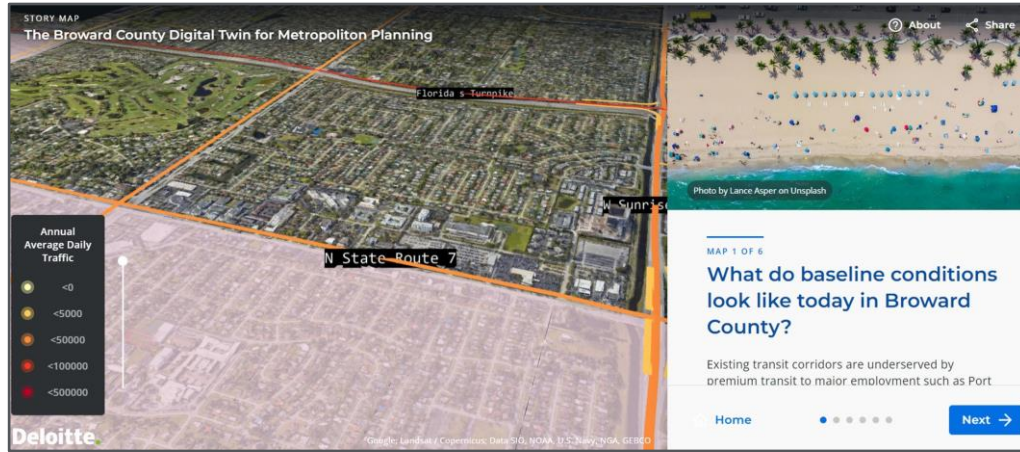 STORY MAP
The Broward County Digital Twin for Metropoliton Planning
About
Share
Florida s Turnpike
Photo by Lance Asper on Unsplash
W Sunrise
N State Route 7
Annual
Average Daily
Traffic
<0
<5000
<50000
<100000
<500000
MAP 1 OF 6
What do baseline conditions
look like today in Broward
County?
Existing transit corridors are underserved by
premium transit to major employment such as Port
Home
Next
Deloitte.
Google, Landsat / Copernicus, Data SIO, NOAA, U.S. Navy, NGA, GEBCO